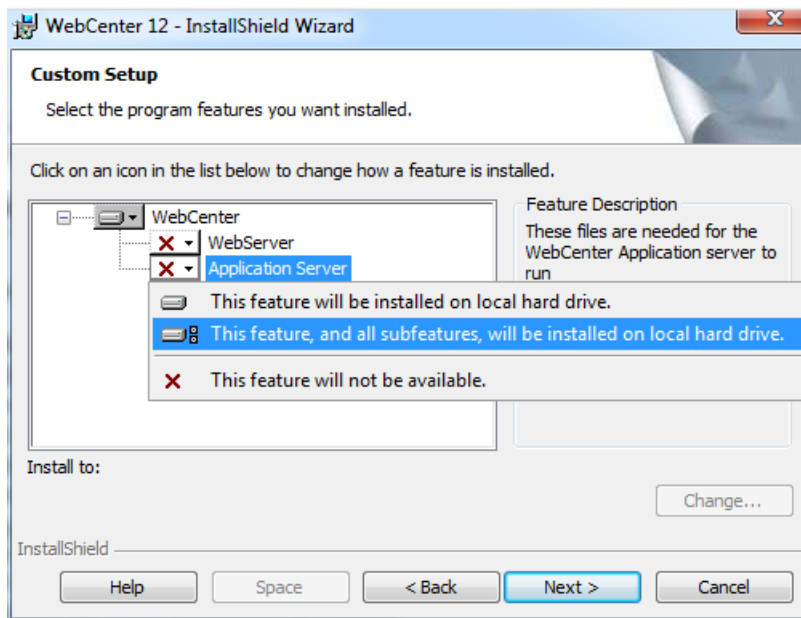 WebCenter 12 - InstallShield Wizard
Custom Setup
Select the program features you want installed.
Click on an icon in the list below to change how a feature is installed.
WebCenter
WebServer
Application Server
Feature Description
These files are needed for the
WebCenter Application server to
run
This feature will be installed on local hard drive.
This feature, and all subfeatures, will be installed on local hard drive.
This feature will not be available.
Install to:
Change...
InstallShield
Help
Space
< Back
Next >
Cancel